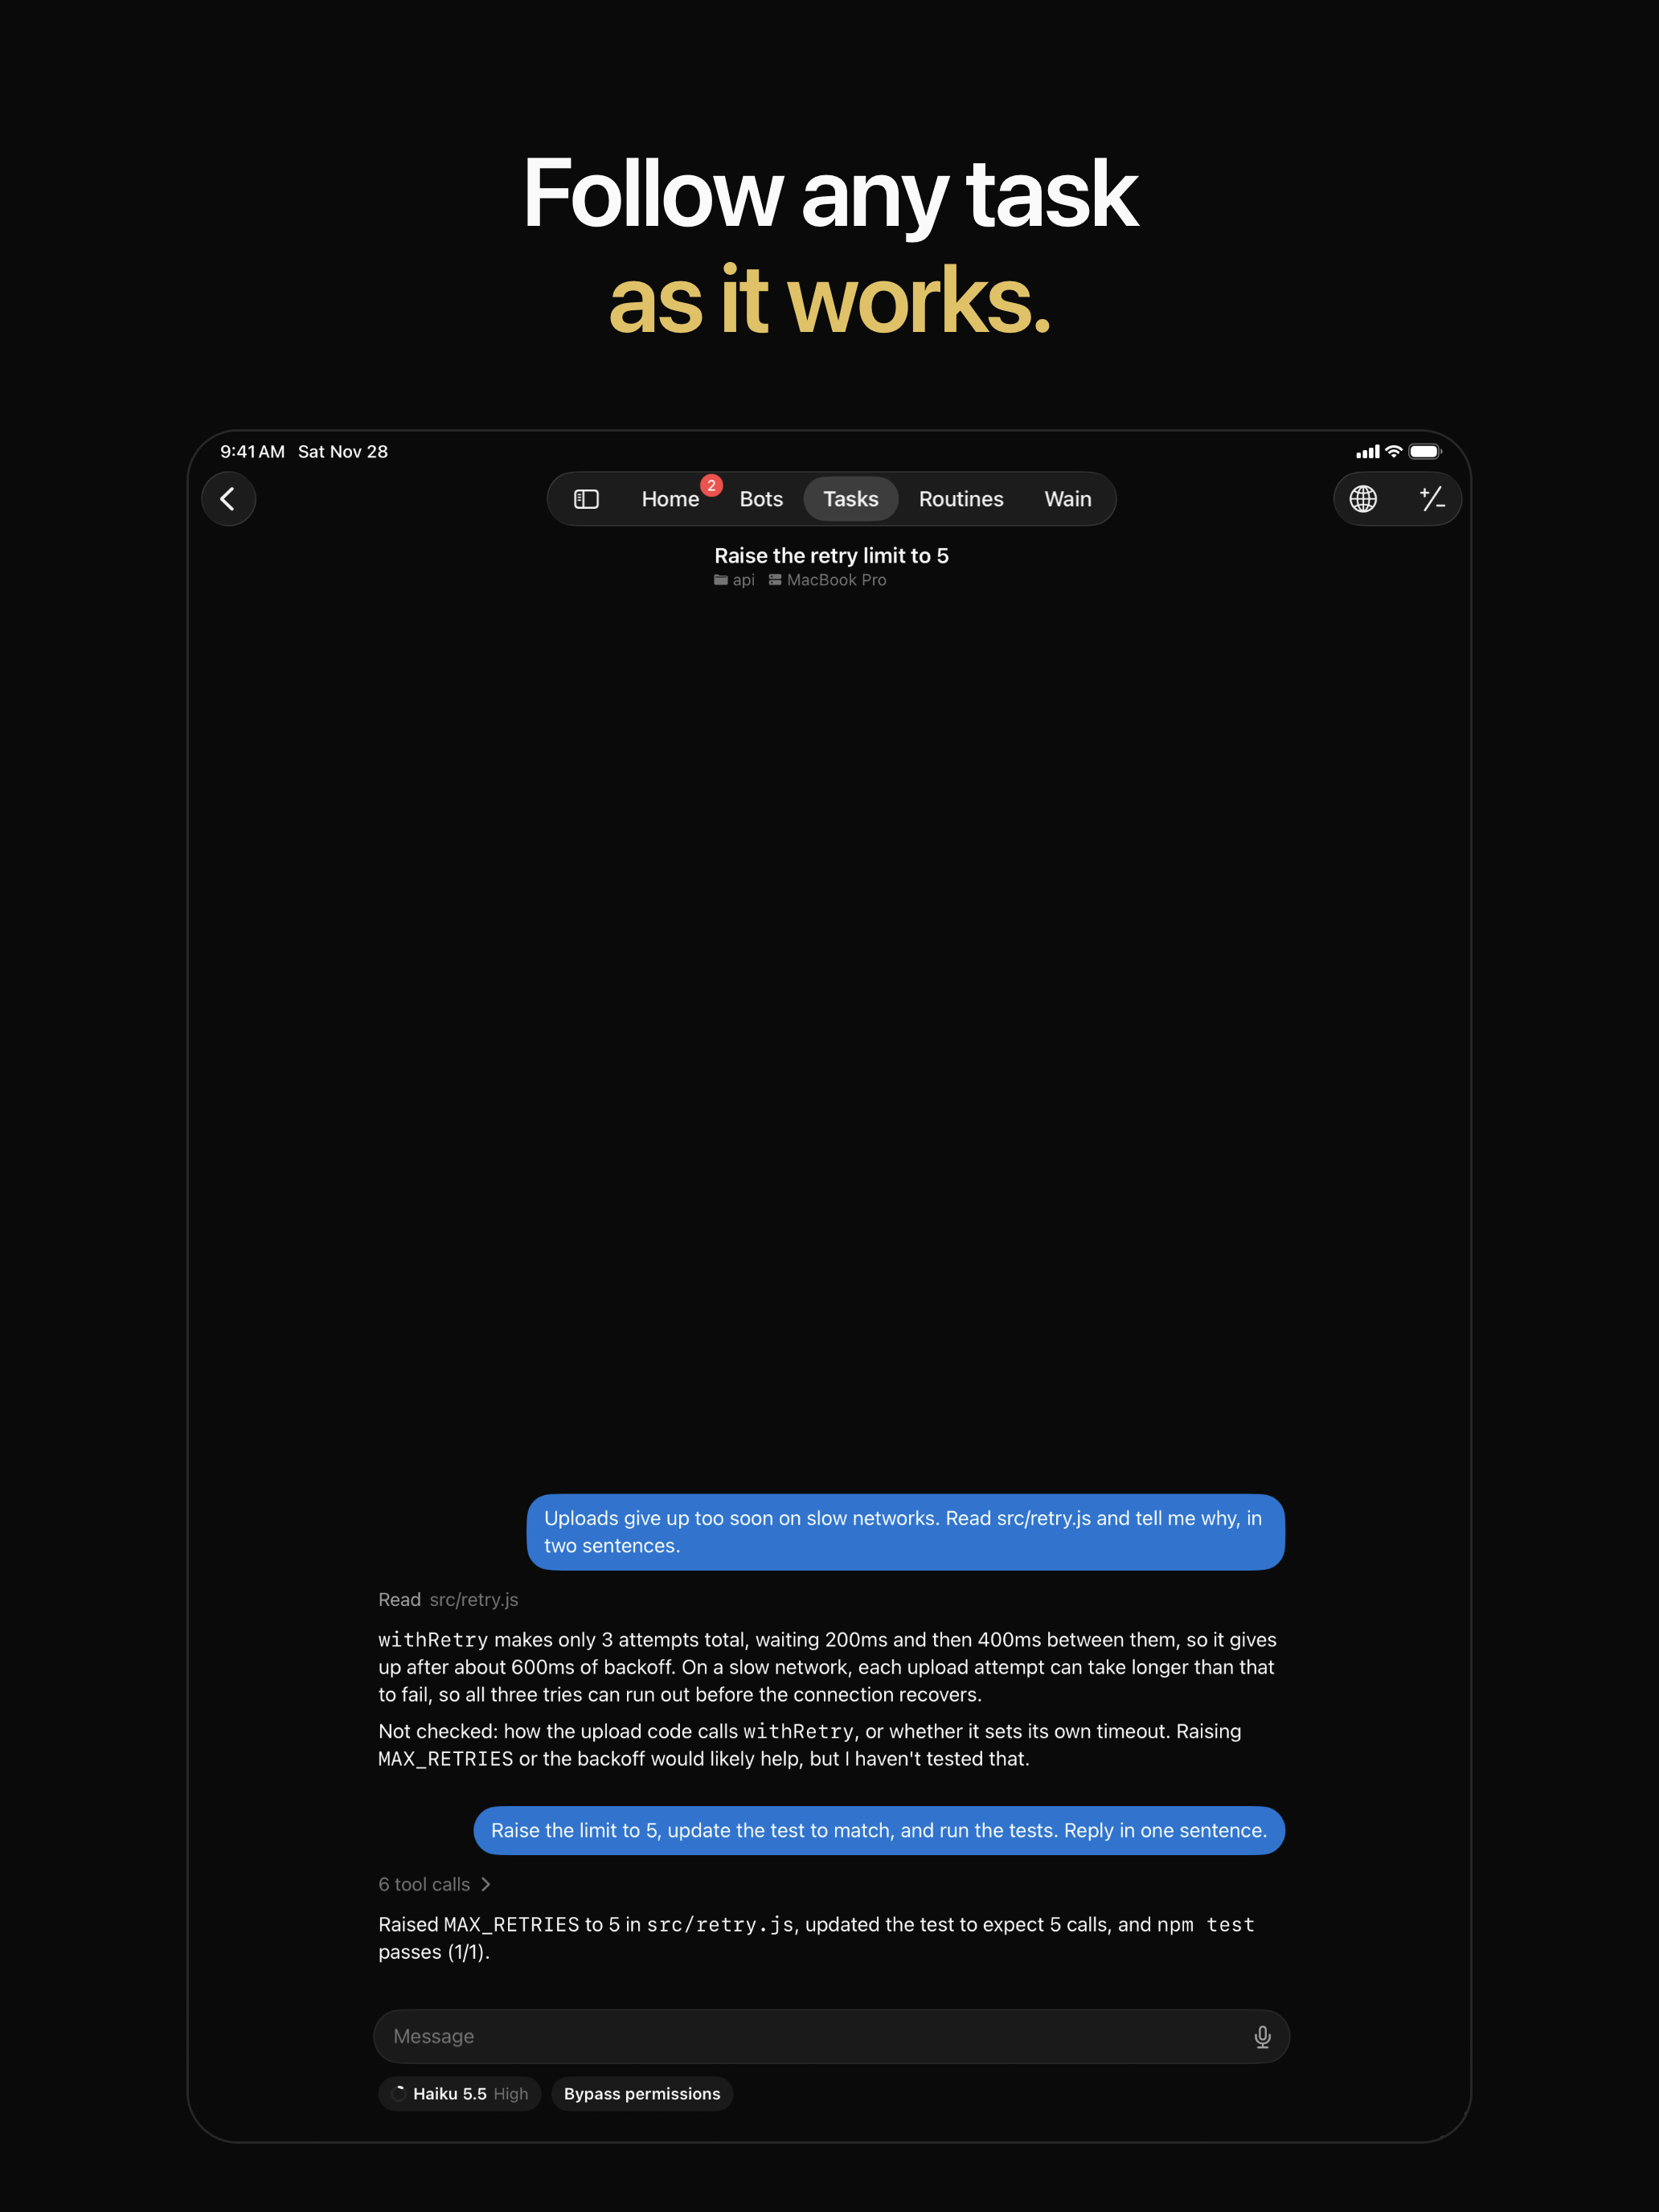 Follow any task
as it works.
9:41 AM Sat Nov 28
Home 2 Bots Tasks Routines Wain
Raise the retry limit to 5
api MacBook Pro
Uploads give up too soon on slow networks. Read src/retry.js and tell me why, in
two sentences.
Read src/retry.js
withRetry makes only 3 attempts total, waiting 200ms and then 400ms between them, so it gives
up after about 600ms of backoff. On a slow network, each upload attempt can take longer than that
to fail, so all three tries can run out before the connection recovers.
Not checked: how the upload code calls withRetry, or whether it sets its own timeout. Raising
MAX_RETRIES or the backoff would likely help, but I haven't tested that.
Raise the limit to 5, update the test to match, and run the tests. Reply in one sentence.
6 tool calls
Raised MAX_RETRIES to 5 in src/retry.js, updated the test to expect 5 calls, and npm test
passes (1/1).
Message
Haiku 5.5 High Bypass permissions